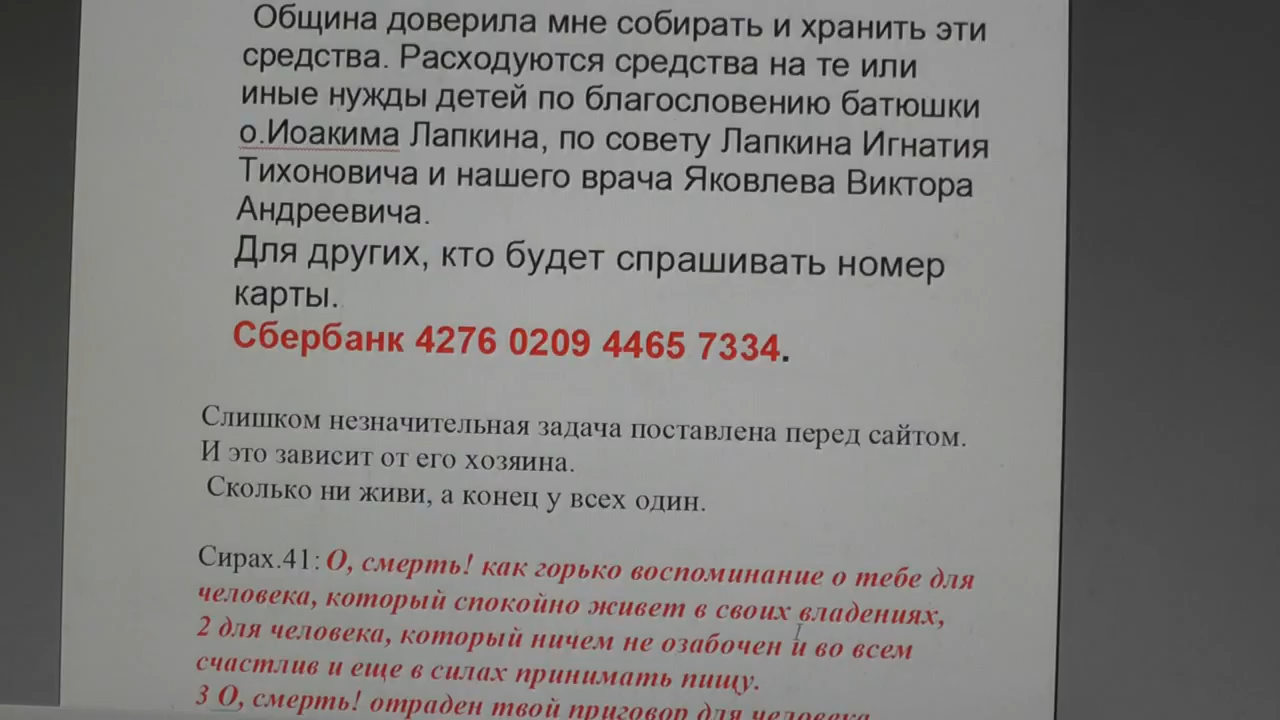 Община доверила мне собирать и хранить эти
средства. Расходуются средства на те или
иные нужды детей по благословению батюшки
о.Иоакима Лапкина, по совету Лапкина Игнатия
Тихоновича и нашего врача Яковлева Виктора
Андреевича.
Для других, кто будет спрашивать номер
карты.
Сбербанк 4276 0209 4465 7334.
Слишком незначительная задача поставлена перед сайтом.
И это зависит от его хозяина.
Сколько ни живи, а конец у всех один.
Сирах.41: О, смерть! как горько воспоминание о тебе для
человека, который спокойно живет в своих владениях,
2 для человека, который ничем не озабочен и во всем
счастлив и еще в силах принимать пищу.
3 О, смерть! отраден твой приговор для человека